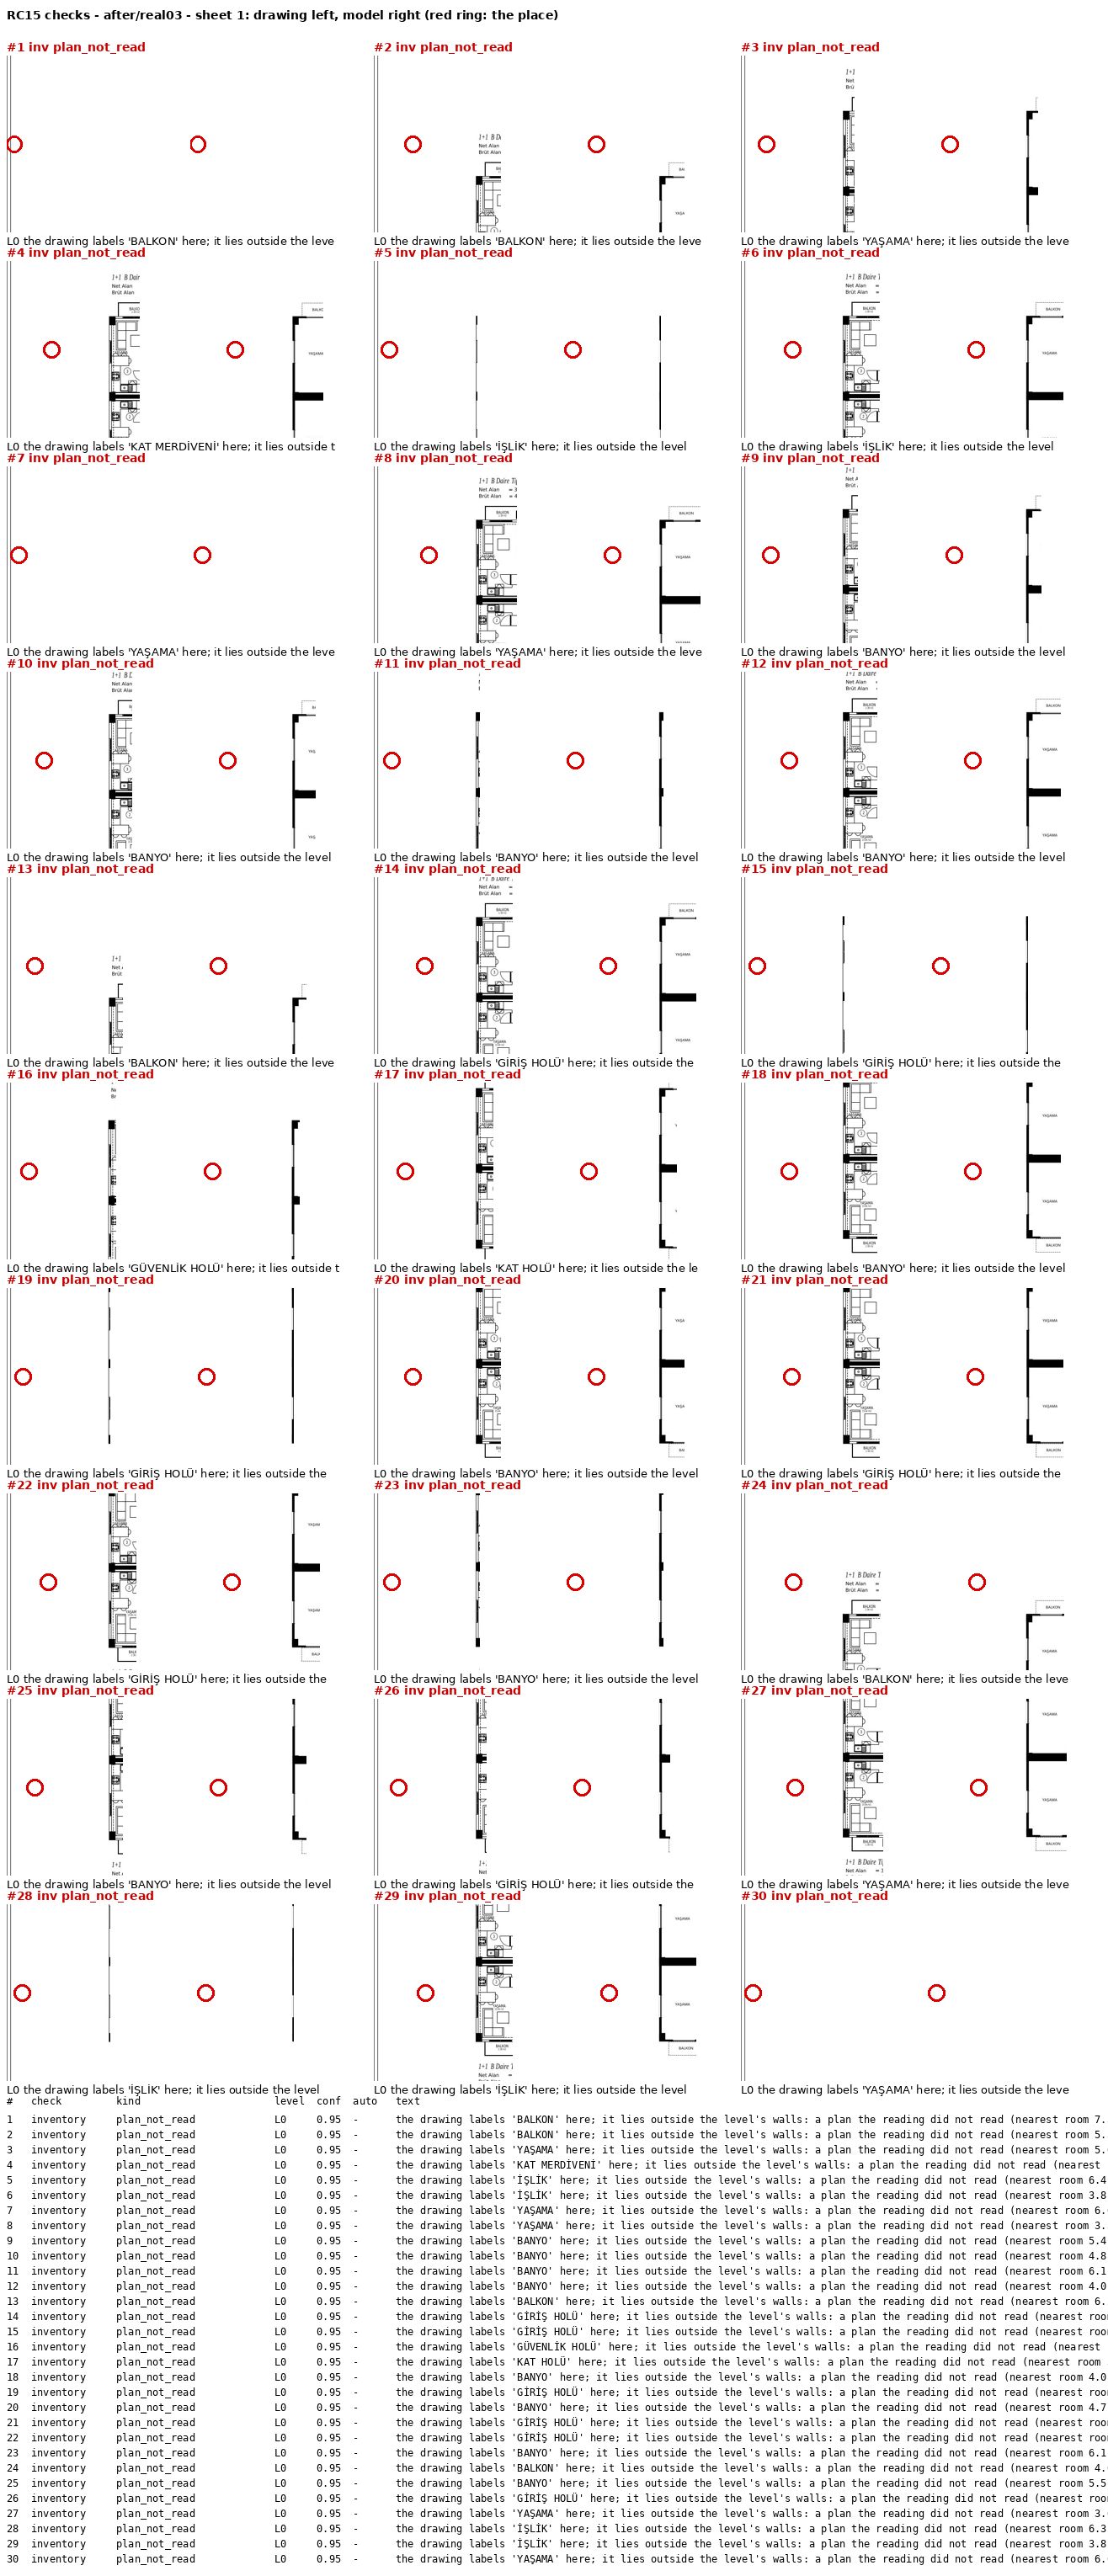 RC15 checks - after/real03 - sheet 1: drawing left, model right (red ring: the place)
#1 inv plan_not_read
#2 inv plan_not_read
#3 inv plan_not_read
L0 the drawing labels 'BALKON' here; it lies outside the leve
L0 the drawing labels 'BALKON' here; it lies outside the leve
L0 the drawing labels 'YAŞAMA' here; it lies outside the leve
#4 inv plan_not_read
#5 inv plan_not_read
#6 inv plan_not_read
L0 the drawing labels 'KAT MERDİVENİ' here; it lies outside t
L0 the drawing labels 'İŞLİK' here; it lies outside the level
L0 the drawing labels 'İŞLİK' here; it lies outside the level
#7 inv plan_not_read
#8 inv plan_not_read
#9 inv plan_not_read
L0 the drawing labels 'YAŞAMA' here; it lies outside the leve
L0 the drawing labels 'YAŞAMA' here; it lies outside the leve
L0 the drawing labels 'BANYO' here; it lies outside the level
#10 inv plan_not_read
#11 inv plan_not_read
#12 inv plan_not_read
L0 the drawing labels 'BANYO' here; it lies outside the level
L0 the drawing labels 'BANYO' here; it lies outside the level
L0 the drawing labels 'BANYO' here; it lies outside the level
#13 inv plan_not_read
#14 inv plan_not_read
#15 inv plan_not_read
L0 the drawing labels 'BALKON' here; it lies outside the leve
L0 the drawing labels 'GİRİŞ HOLÜ' here; it lies outside the
L0 the drawing labels 'GİRİŞ HOLÜ' here; it lies outside the
#16 inv plan_not_read
#17 inv plan_not_read
#18 inv plan_not_read
L0 the drawing labels 'GÜVENLİK HOLÜ' here; it lies outside t
L0 the drawing labels 'KAT HOLÜ' here; it lies outside the le
L0 the drawing labels 'BANYO' here; it lies outside the level
#19 inv plan_not_read
#20 inv plan_not_read
#21 inv plan_not_read
L0 the drawing labels 'GİRİŞ HOLÜ' here; it lies outside the
L0 the drawing labels 'BANYO' here; it lies outside the level
L0 the drawing labels 'GİRİŞ HOLÜ' here; it lies outside the
#22 inv plan_not_read
#23 inv plan_not_read
#24 inv plan_not_read
L0 the drawing labels 'GİRİŞ HOLÜ' here; it lies outside the
L0 the drawing labels 'BANYO' here; it lies outside the level
L0 the drawing labels 'BALKON' here; it lies outside the leve
#25 inv plan_not_read
#26 inv plan_not_read
#27 inv plan_not_read
L0 the drawing labels 'BANYO' here; it lies outside the level
L0 the drawing labels 'GİRİŞ HOLÜ' here; it lies outside the
L0 the drawing labels 'YAŞAMA' here; it lies outside the leve
#28 inv plan_not_read
#29 inv plan_not_read
#30 inv plan_not_read
L0 the drawing labels 'İŞLİK' here; it lies outside the level
L0 the drawing labels 'İŞLİK' here; it lies outside the level
L0 the drawing labels 'YAŞAMA' here; it lies outside the leve
# check kind level conf auto text
1 inventory plan_not_read L0 0.95 - the drawing labels 'BALKON' here; it lies outside the level's walls: a plan the reading did not read (nearest room 7.
2 inventory plan_not_read L0 0.95 - the drawing labels 'BALKON' here; it lies outside the level's walls: a plan the reading did not read (nearest room 5.
3 inventory plan_not_read L0 0.95 - the drawing labels 'YAŞAMA' here; it lies outside the level's walls: a plan the reading did not read (nearest room 5.
4 inventory plan_not_read L0 0.95 - the drawing labels 'KAT MERDİVENİ' here; it lies outside the level's walls: a plan the reading did not read (nearest
5 inventory plan_not_read L0 0.95 - the drawing labels 'İŞLİK' here; it lies outside the level's walls: a plan the reading did not read (nearest room 6.4
6 inventory plan_not_read L0 0.95 - the drawing labels 'İŞLİK' here; it lies outside the level's walls: a plan the reading did not read (nearest room 3.8
7 inventory plan_not_read L0 0.95 - the drawing labels 'YAŞAMA' here; it lies outside the level's walls: a plan the reading did not read (nearest room 6.
8 inventory plan_not_read L0 0.95 - the drawing labels 'YAŞAMA' here; it lies outside the level's walls: a plan the reading did not read (nearest room 3.
9 inventory plan_not_read L0 0.95 - the drawing labels 'BANYO' here; it lies outside the level's walls: a plan the reading did not read (nearest room 5.4
10 inventory plan_not_read L0 0.95 - the drawing labels 'BANYO' here; it lies outside the level's walls: a plan the reading did not read (nearest room 4.8
11 inventory plan_not_read L0 0.95 - the drawing labels 'BANYO' here; it lies outside the level's walls: a plan the reading did not read (nearest room 6.1
12 inventory plan_not_read L0 0.95 - the drawing labels 'BANYO' here; it lies outside the level's walls: a plan the reading did not read (nearest room 4.0
13 inventory plan_not_read L0 0.95 - the drawing labels 'BALKON' here; it lies outside the level's walls: a plan the reading did not read (nearest room 6.
14 inventory plan_not_read L0 0.95 - the drawing labels 'GİRİŞ HOLÜ' here; it lies outside the level's walls: a plan the reading did not read (nearest roo
15 inventory plan_not_read L0 0.95 - the drawing labels 'GİRİŞ HOLÜ' here; it lies outside the level's walls: a plan the reading did not read (nearest roo
16 inventory plan_not_read L0 0.95 - the drawing labels 'GÜVENLİK HOLÜ' here; it lies outside the level's walls: a plan the reading did not read (nearest
17 inventory plan_not_read L0 0.95 - the drawing labels 'KAT HOLÜ' here; it lies outside the level's walls: a plan the reading did not read (nearest room
18 inventory plan_not_read L0 0.95 - the drawing labels 'BANYO' here; it lies outside the level's walls: a plan the reading did not read (nearest room 4.0
19 inventory plan_not_read L0 0.95 - the drawing labels 'GİRİŞ HOLÜ' here; it lies outside the level's walls: a plan the reading did not read (nearest roo
20 inventory plan_not_read L0 0.95 - the drawing labels 'BANYO' here; it lies outside the level's walls: a plan the reading did not read (nearest room 4.7
21 inventory plan_not_read L0 0.95 - the drawing labels 'GİRİŞ HOLÜ' here; it lies outside the level's walls: a plan the reading did not read (nearest roo
22 inventory plan_not_read L0 0.95 - the drawing labels 'GİRİŞ HOLÜ' here; it lies outside the level's walls: a plan the reading did not read (nearest roo
23 inventory plan_not_read L0 0.95 - the drawing labels 'BANYO' here; it lies outside the level's walls: a plan the reading did not read (nearest room 6.1
24 inventory plan_not_read L0 0.95 - the drawing labels 'BALKON' here; it lies outside the level's walls: a plan the reading did not read (nearest room 4.
25 inventory plan_not_read L0 0.95 - the drawing labels 'BANYO' here; it lies outside the level's walls: a plan the reading did not read (nearest room 5.5
26 inventory plan_not_read L0 0.95 - the drawing labels 'GİRİŞ HOLÜ' here; it lies outside the level's walls: a plan the reading did not read (nearest roo
27 inventory plan_not_read L0 0.95 - the drawing labels 'YAŞAMA' here; it lies outside the level's walls: a plan the reading did not read (nearest room 3.
28 inventory plan_not_read L0 0.95 - the drawing labels 'İŞLİK' here; it lies outside the level's walls: a plan the reading did not read (nearest room 6.3
29 inventory plan_not_read L0 0.95 - the drawing labels 'İŞLİK' here; it lies outside the level's walls: a plan the reading did not read (nearest room 3.8
30 inventory plan_not_read L0 0.95 - the drawing labels 'YAŞAMA' here; it lies outside the level's walls: a plan the reading did not read (nearest room 6.